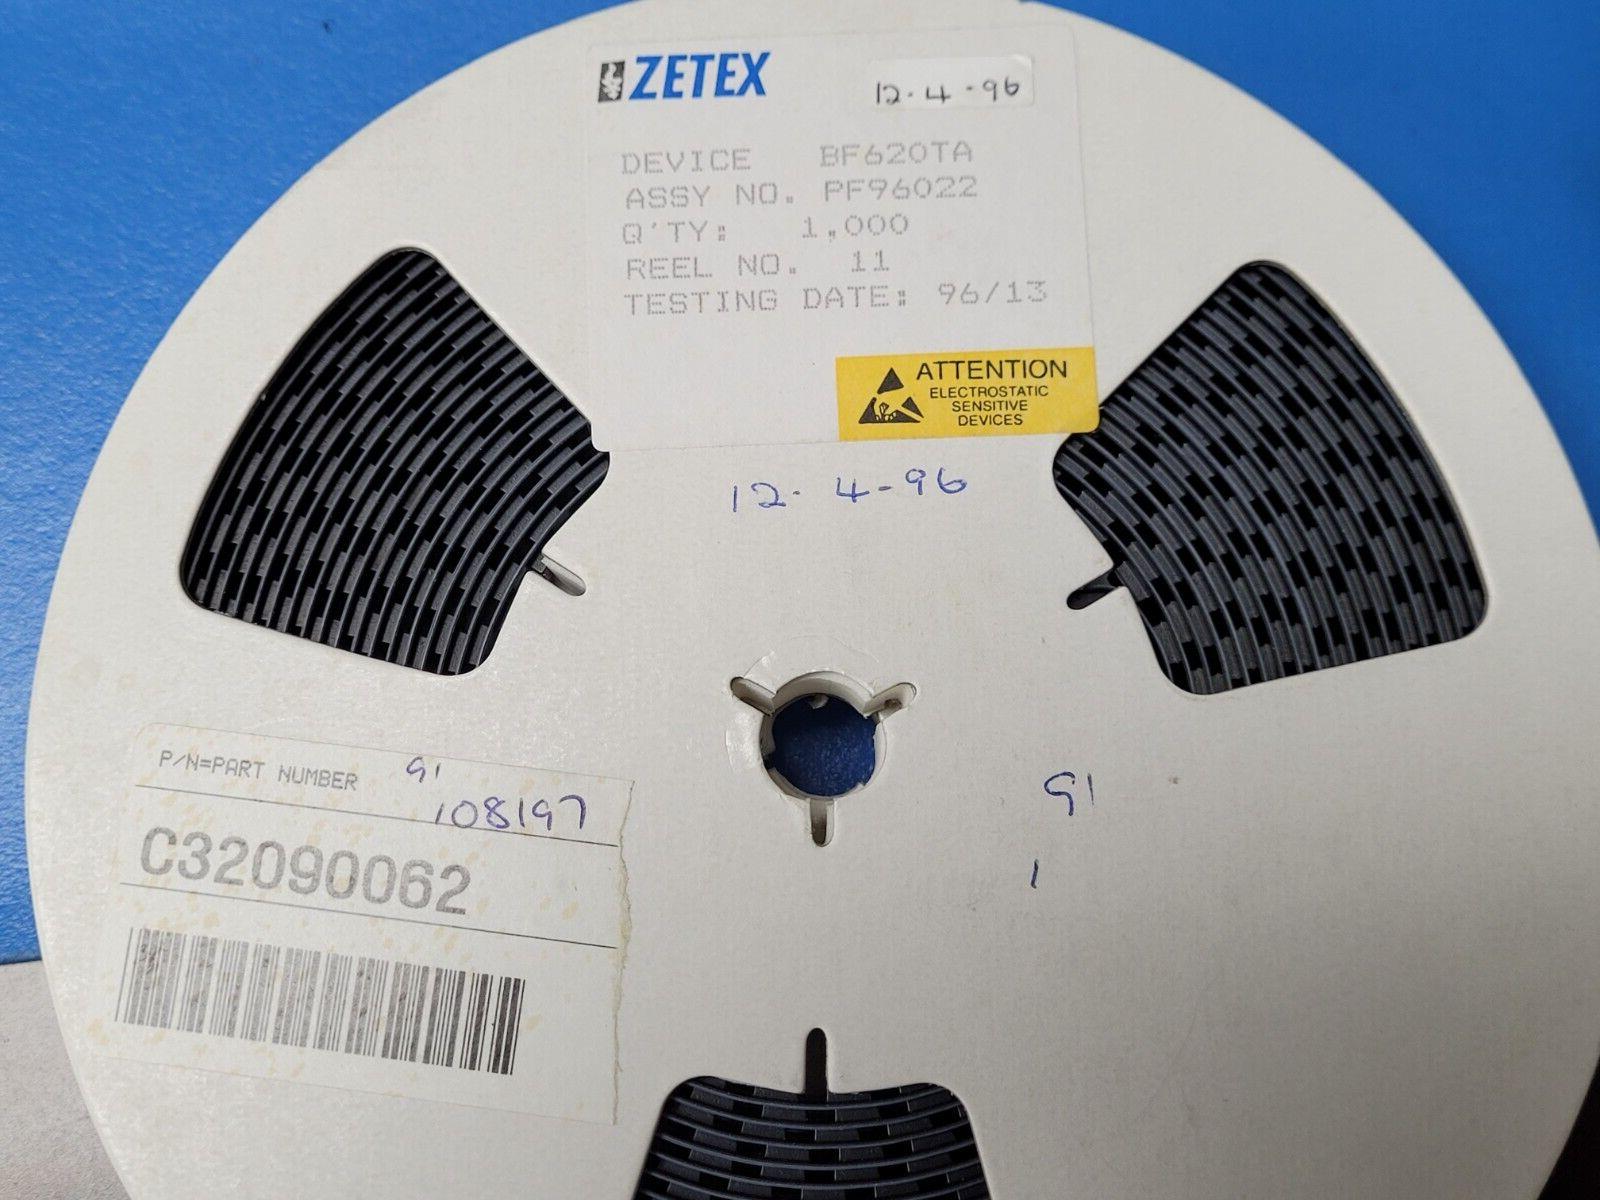 ZETEX
12-4-96
DEVICE BF620TA
ASSY NO. PF96022
Q'TY: 1,000
REEL NO. 11
TESTING DATE: 96/13
ATTENTION
ELECTROSTATIC
SENSITIVE
DEVICES
12-4-96
P/N=PART NUMBER 91
108197
C32090062
91
1